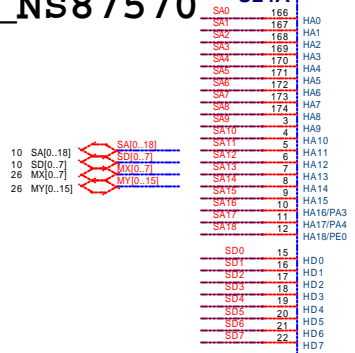 _NS87570
SA0 166 HA0
SA1 167 HA1
SA2 168 HA2
SA3 169 HA3
SA4 170 HA4
SA5 171 HA5
SA6 172 HA6
SA7 173 HA7
SA8 174 HA8
SA9 3 HA9
SA10 4 HA10
SA11 5 HA11
SA12 6 HA12
SA13 7 HA13
SA14 8 HA14
SA15 9 HA15
SA16 10 HA16/PA3
SA17 11 HA17/PA4
SA18 12 HA18/PE0
10 SA[0..18] SA[0..18]
10 SD[0..7] SD[0..7]
26 MX[0..7] MX[0..7]
26 MY[0..15] MY[0..15]
SD0 15 HD0
SD1 16 HD1
SD2 17 HD2
SD3 18 HD3
SD4 19 HD4
SD5 20 HD5
SD6 21 HD6
SD7 22 HD7